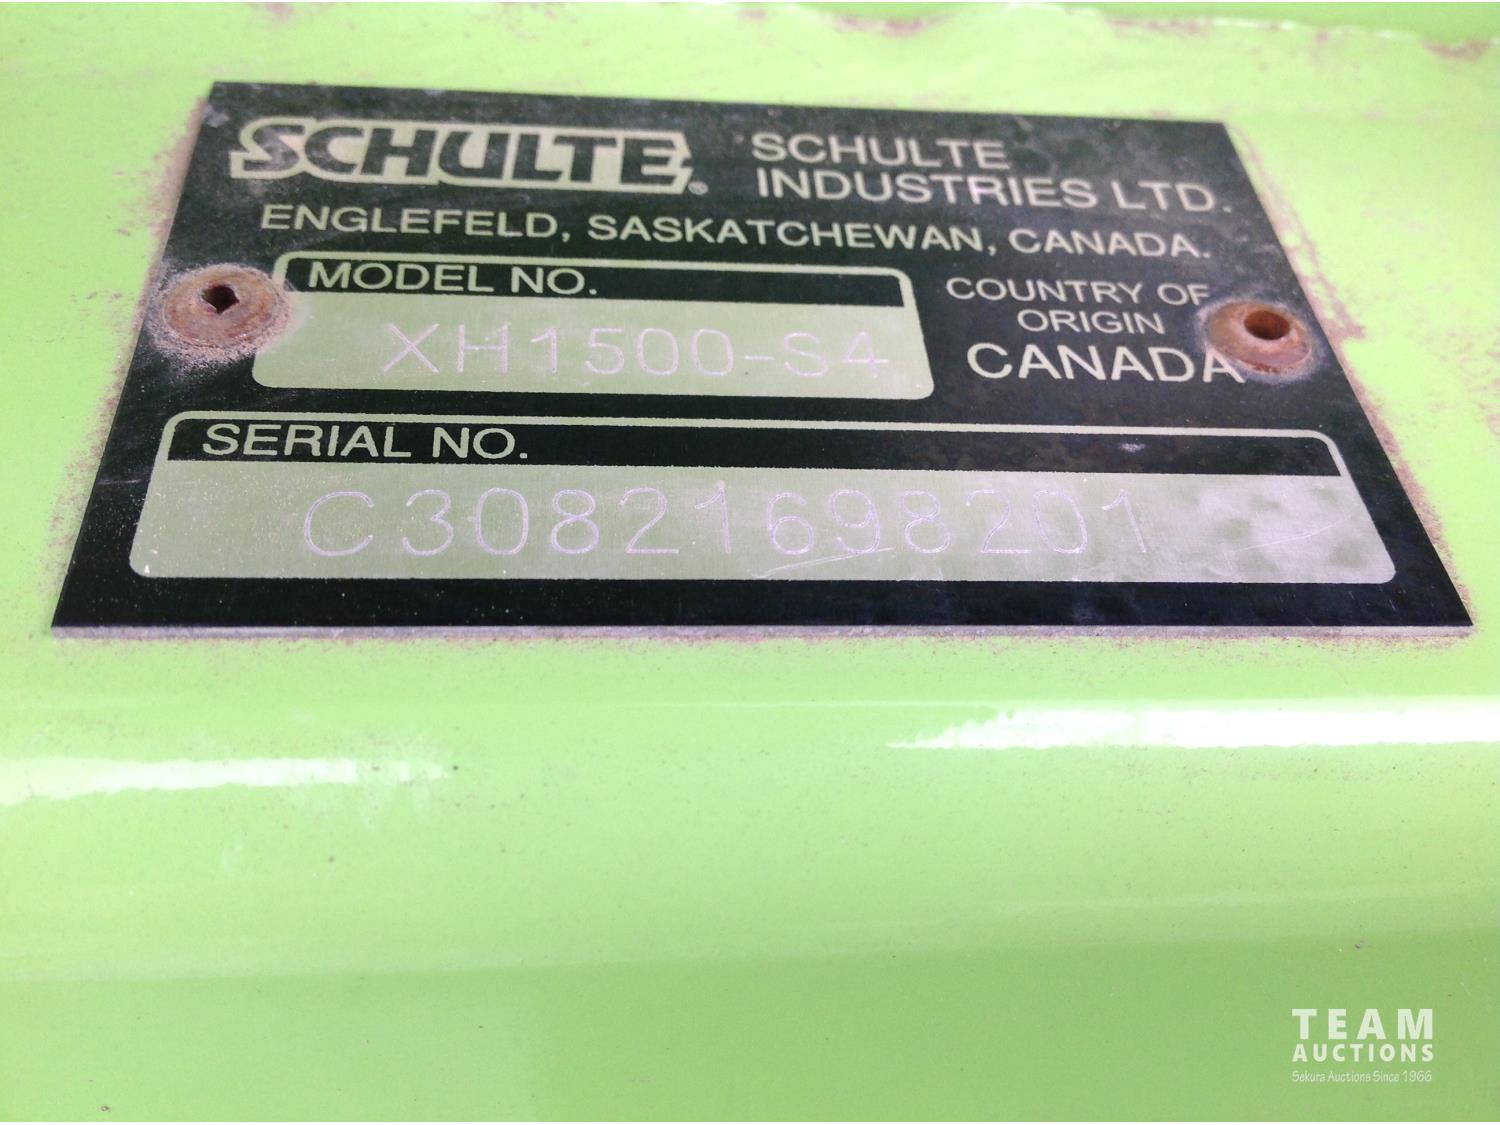 SCHULTE®
SCHULTE
INDUSTRIES LTD.
ENGLEFELD, SASKATCHEWAN, CANADA.
MODEL NO.
XH1500-S4
COUNTRY OF
ORIGIN
CANADA
SERIAL NO.
C30821698201
TEAM
AUCTIONS
Sekura Auctions Since 1966